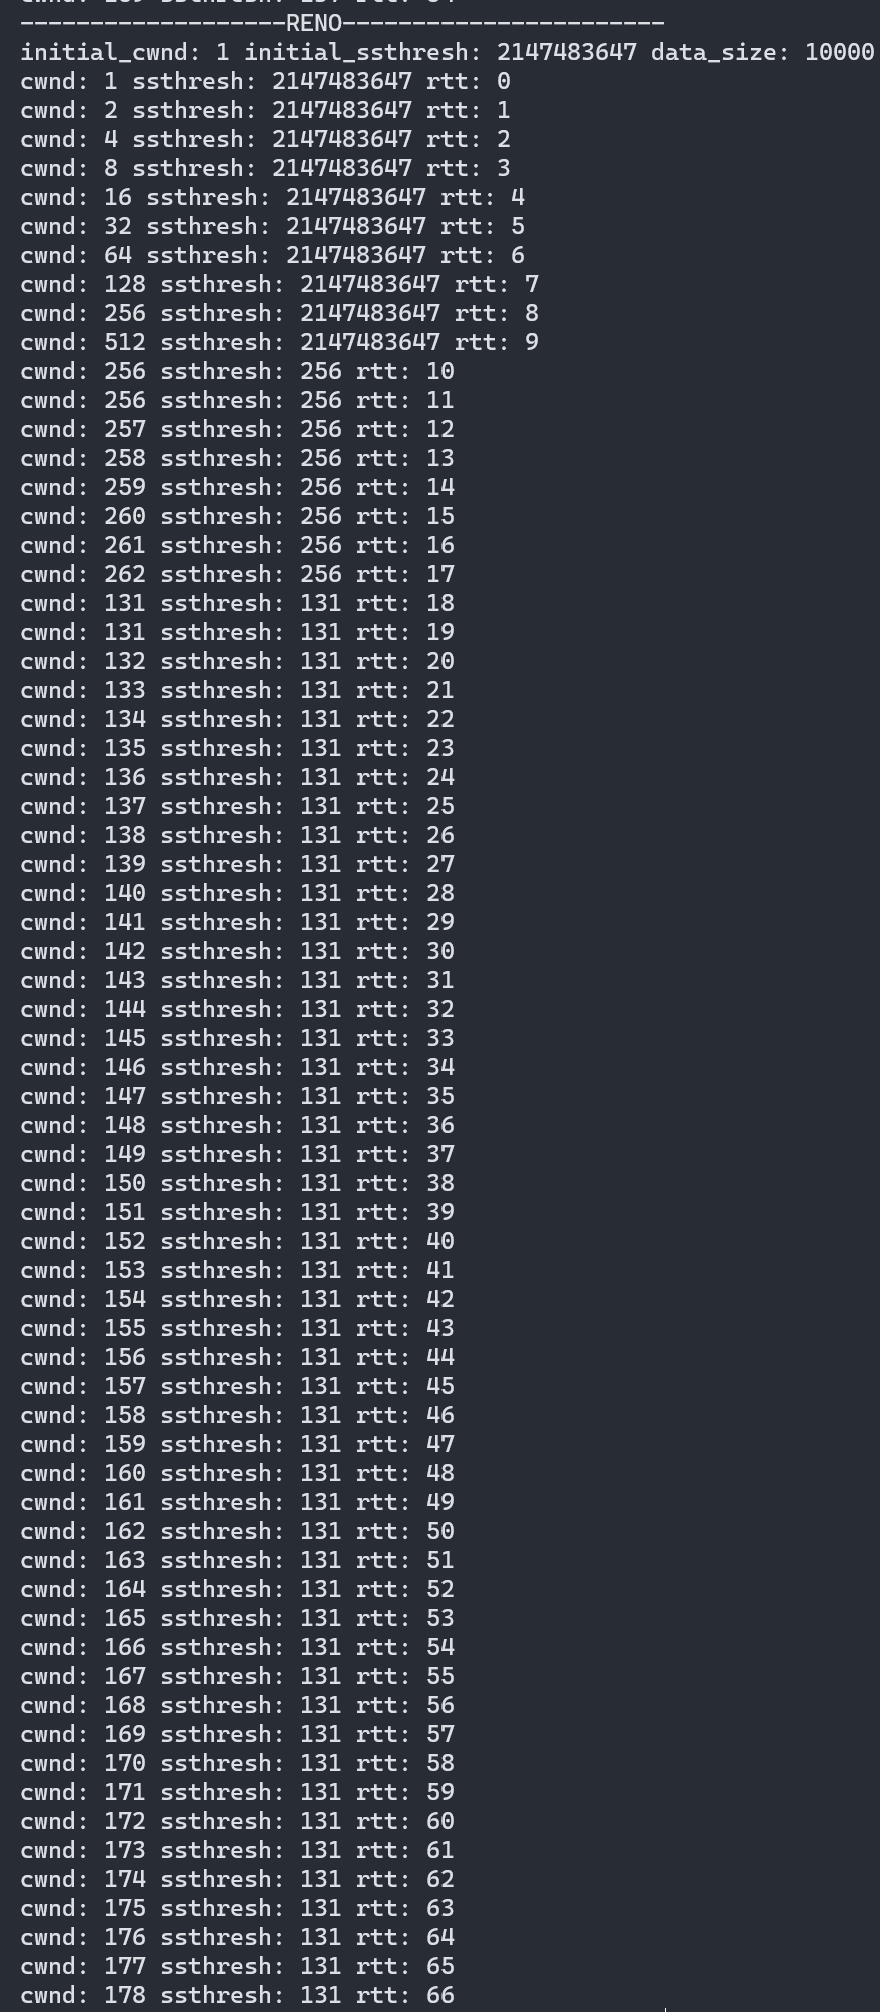 -------------------RENO-----------------------
initial_cwnd: 1 initial_ssthresh: 2147483647 data_size: 10000
cwnd: 1 ssthresh: 2147483647 rtt: 0
cwnd: 2 ssthresh: 2147483647 rtt: 1
cwnd: 4 ssthresh: 2147483647 rtt: 2
cwnd: 8 ssthresh: 2147483647 rtt: 3
cwnd: 16 ssthresh: 2147483647 rtt: 4
cwnd: 32 ssthresh: 2147483647 rtt: 5
cwnd: 64 ssthresh: 2147483647 rtt: 6
cwnd: 128 ssthresh: 2147483647 rtt: 7
cwnd: 256 ssthresh: 2147483647 rtt: 8
cwnd: 512 ssthresh: 2147483647 rtt: 9
cwnd: 256 ssthresh: 256 rtt: 10
cwnd: 256 ssthresh: 256 rtt: 11
cwnd: 257 ssthresh: 256 rtt: 12
cwnd: 258 ssthresh: 256 rtt: 13
cwnd: 259 ssthresh: 256 rtt: 14
cwnd: 260 ssthresh: 256 rtt: 15
cwnd: 261 ssthresh: 256 rtt: 16
cwnd: 262 ssthresh: 256 rtt: 17
cwnd: 131 ssthresh: 131 rtt: 18
cwnd: 131 ssthresh: 131 rtt: 19
cwnd: 132 ssthresh: 131 rtt: 20
cwnd: 133 ssthresh: 131 rtt: 21
cwnd: 134 ssthresh: 131 rtt: 22
cwnd: 135 ssthresh: 131 rtt: 23
cwnd: 136 ssthresh: 131 rtt: 24
cwnd: 137 ssthresh: 131 rtt: 25
cwnd: 138 ssthresh: 131 rtt: 26
cwnd: 139 ssthresh: 131 rtt: 27
cwnd: 140 ssthresh: 131 rtt: 28
cwnd: 141 ssthresh: 131 rtt: 29
cwnd: 142 ssthresh: 131 rtt: 30
cwnd: 143 ssthresh: 131 rtt: 31
cwnd: 144 ssthresh: 131 rtt: 32
cwnd: 145 ssthresh: 131 rtt: 33
cwnd: 146 ssthresh: 131 rtt: 34
cwnd: 147 ssthresh: 131 rtt: 35
cwnd: 148 ssthresh: 131 rtt: 36
cwnd: 149 ssthresh: 131 rtt: 37
cwnd: 150 ssthresh: 131 rtt: 38
cwnd: 151 ssthresh: 131 rtt: 39
cwnd: 152 ssthresh: 131 rtt: 40
cwnd: 153 ssthresh: 131 rtt: 41
cwnd: 154 ssthresh: 131 rtt: 42
cwnd: 155 ssthresh: 131 rtt: 43
cwnd: 156 ssthresh: 131 rtt: 44
cwnd: 157 ssthresh: 131 rtt: 45
cwnd: 158 ssthresh: 131 rtt: 46
cwnd: 159 ssthresh: 131 rtt: 47
cwnd: 160 ssthresh: 131 rtt: 48
cwnd: 161 ssthresh: 131 rtt: 49
cwnd: 162 ssthresh: 131 rtt: 50
cwnd: 163 ssthresh: 131 rtt: 51
cwnd: 164 ssthresh: 131 rtt: 52
cwnd: 165 ssthresh: 131 rtt: 53
cwnd: 166 ssthresh: 131 rtt: 54
cwnd: 167 ssthresh: 131 rtt: 55
cwnd: 168 ssthresh: 131 rtt: 56
cwnd: 169 ssthresh: 131 rtt: 57
cwnd: 170 ssthresh: 131 rtt: 58
cwnd: 171 ssthresh: 131 rtt: 59
cwnd: 172 ssthresh: 131 rtt: 60
cwnd: 173 ssthresh: 131 rtt: 61
cwnd: 174 ssthresh: 131 rtt: 62
cwnd: 175 ssthresh: 131 rtt: 63
cwnd: 176 ssthresh: 131 rtt: 64
cwnd: 177 ssthresh: 131 rtt: 65
cwnd: 178 ssthresh: 131 rtt: 66